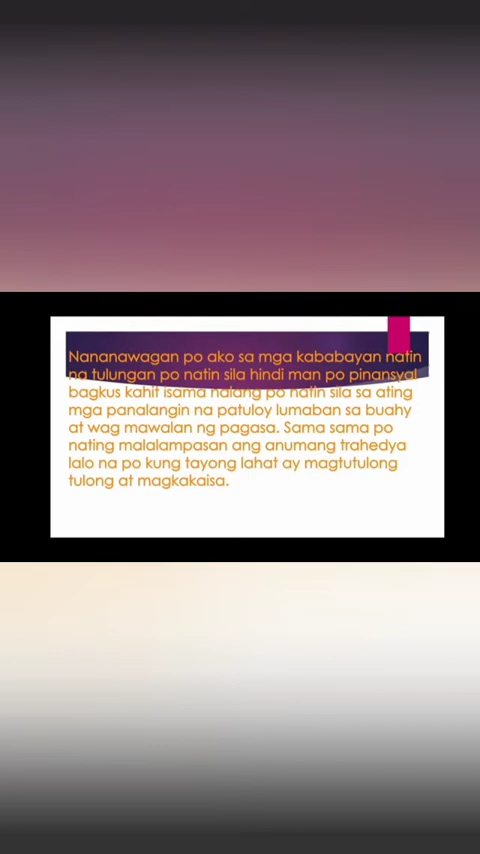 Nananawagan po ako sa mga kababayan natin
na tulungan po natin sila hindi man po pinansyal
bagkus kahit isama nalang po natin sila sa ating
mga panalangin na patuloy lumaban sa buahy
at wag mawalan ng pagasa. Sama sama po
nating malalampasan ang anumang trahedya
lalo na po kung tayong lahat ay magtutulong
tulong at magkakaisa.